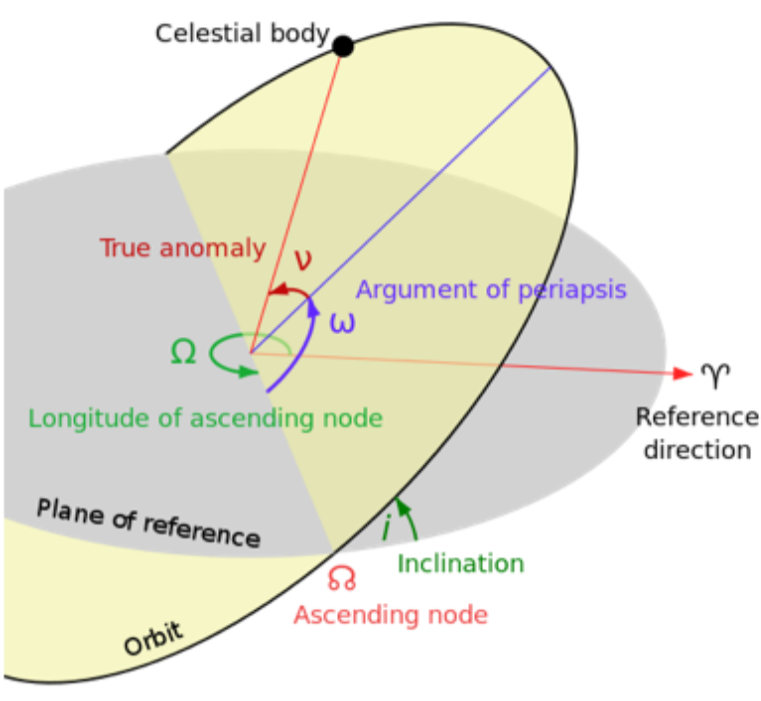 Celestial body
True anomaly
ν
Argument of periapsis
ω
Ω
♈
Longitude of ascending node
Reference
direction
Plane of reference
i
Inclination
☊
Ascending node
Orbit